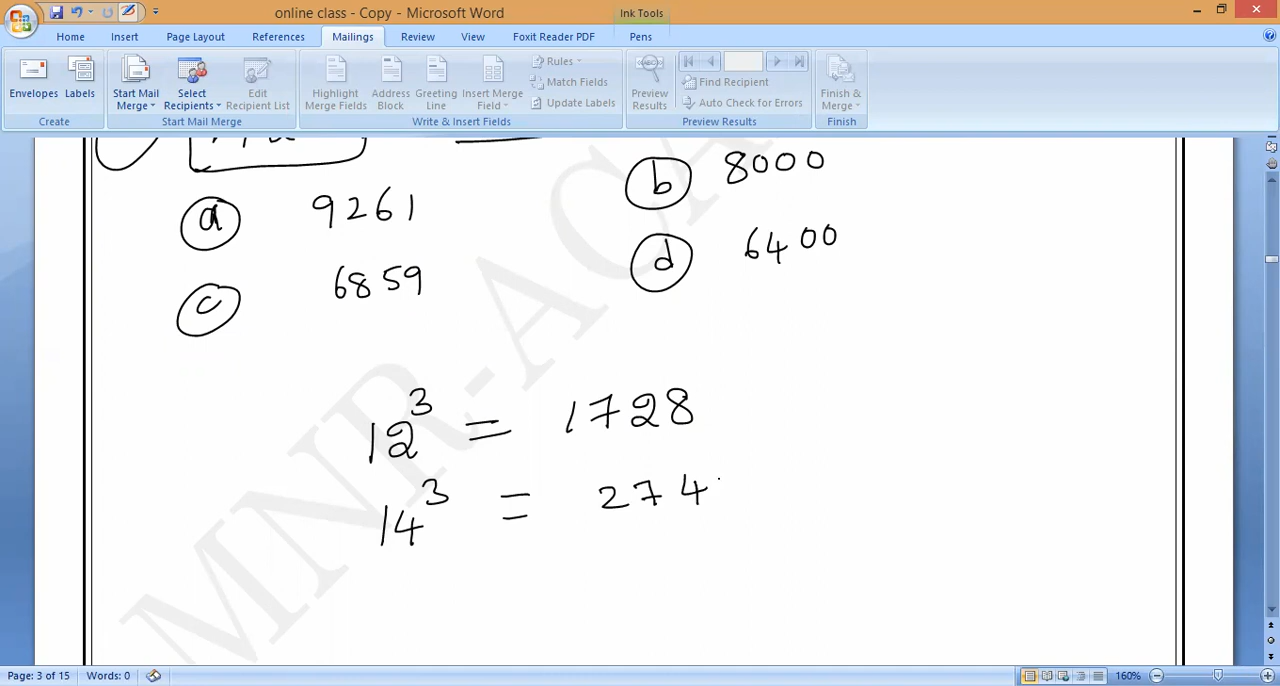 online class - Copy - Microsoft Word
Ink Tools
Home Insert Page Layout References Mailings Review View Foxit Reader PDF Pens
Envelopes Labels
Create
Start Mail Merge Select Recipients Edit Recipient List
Start Mail Merge
Highlight Merge Fields Address Block Greeting Line Insert Merge Field
Rules
Match Fields
Update Labels
Write & Insert Fields
Preview Results
Find Recipient
Auto Check for Errors
Preview Results
Finish & Merge
Finish
a 9261 b 8000
c 6859 d 6400
12³ = 1728
14³ = 274
MNR-ACA
Page: 3 of 15 Words: 0 160%